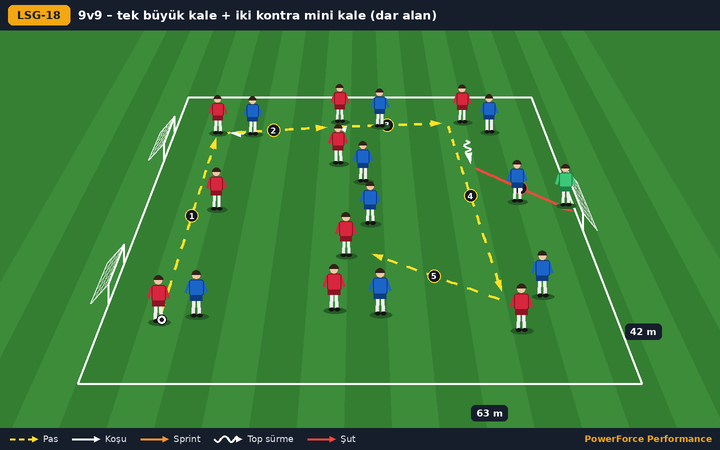 LSG-18 9v9 – tek büyük kale + iki kontra mini kale (dar alan)
2
3
1
4
5
42 m
63 m
Pas Koşu Sprint Top sürme Şut PowerForce Performance